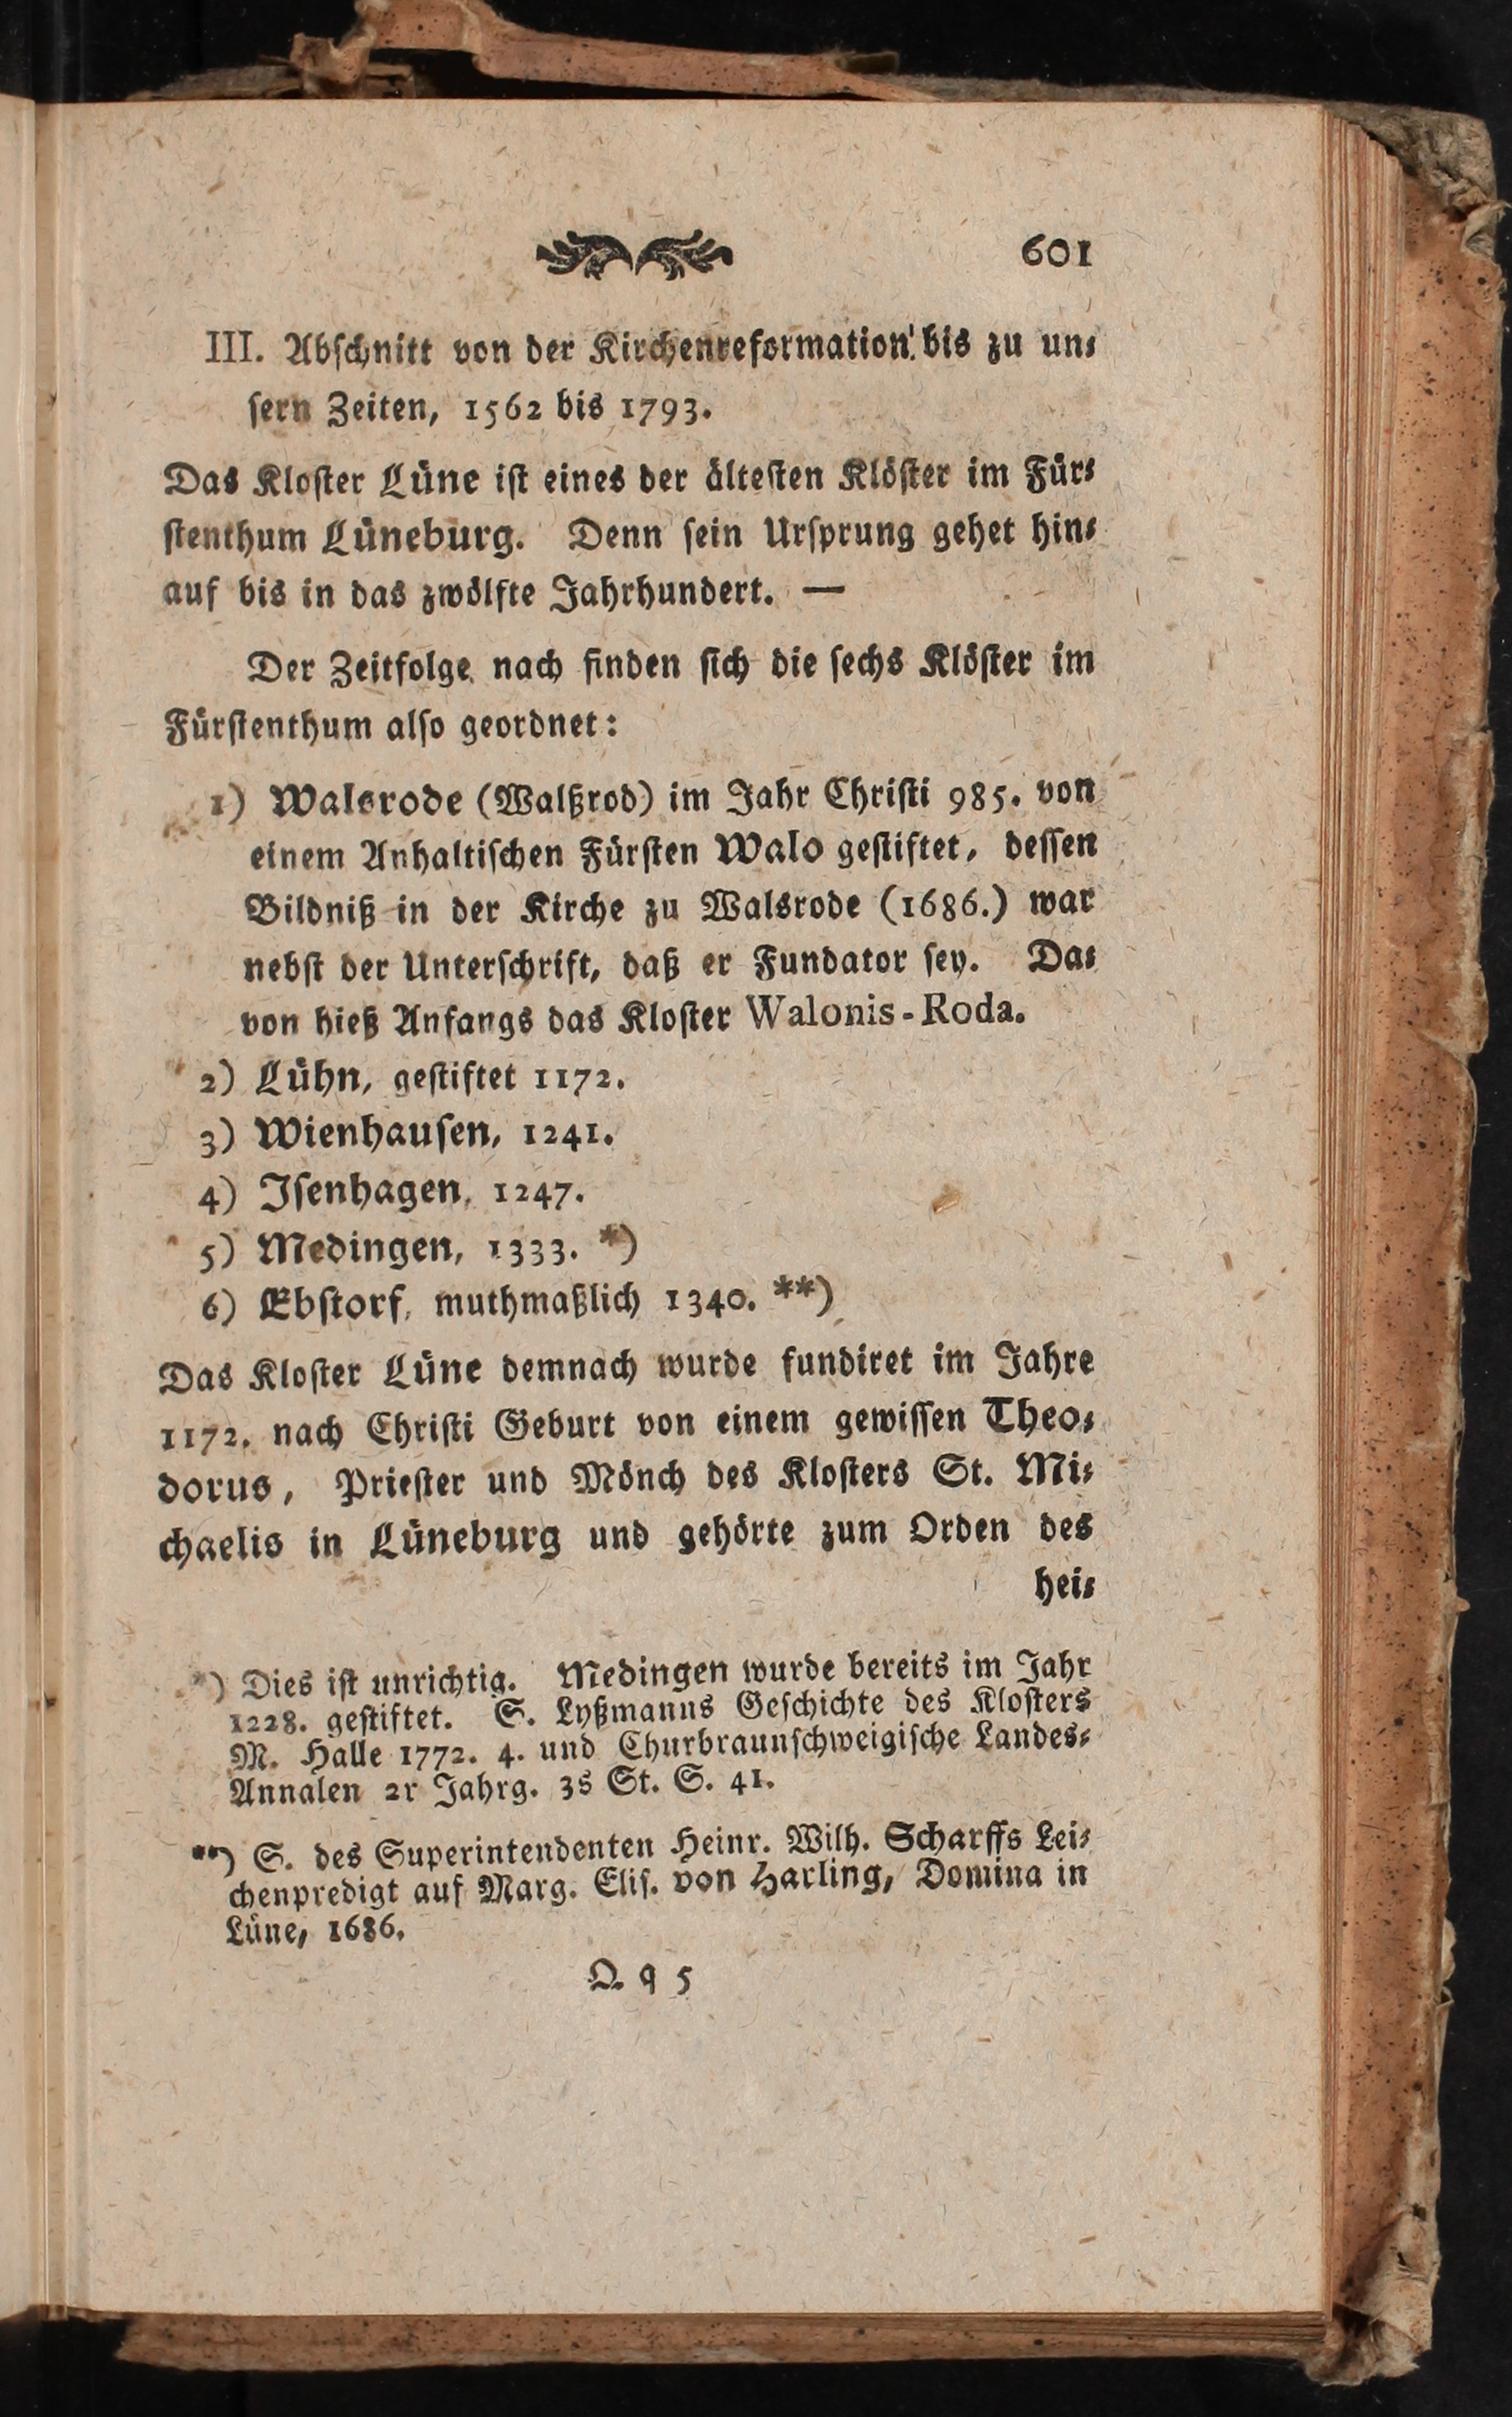 601
III. Abſchnitt von der Kirchenreformation bis zu un⸗
ſern Zeiten, 1562 bis 1793.
Das Kloſter Lüne iſt eines der älteſten Klöſter im Für⸗
ſtenthum Lüneburg. Denn ſein Urſprung gehet hin⸗
auf bis in das zwölfte Jahrhundert. —
Der Zeitfolge nach finden ſich die ſechs Klöſter im
Fürſtenthum alſo geordnet:
1) Walsrode (Walßrod) im Jahr Chriſti 985. von
einem Anhaltiſchen Fürſten Walo geſtiftet, deſſen
Bildniß in der Kirche zu Walsrode (1686.) war
nebſt der Unterſchrift, daß er Fundator ſey. Da⸗
von hieß Anfangs das Kloſter Walonis-Roda.
2) Lühn, geſtiftet 1172.
3) Wienhauſen, 1241.
4) Iſenhagen, 1247.
5) Medingen, 1333. *)
6) Ebſtorf, muthmaßlich 1340. **)
Das Kloſter Lüne demnach wurde fundiret im Jahre
1172. nach Chriſti Geburt von einem gewiſſen Theo⸗
dorus, Prieſter und Mönch des Kloſters St. Mi⸗
chaelis in Lüneburg und gehörte zum Orden des
hei⸗
*) Dies iſt unrichtig. Medingen wurde bereits im Jahr
1228. geſtiftet. S. Lyßmanns Geſchichte des Kloſters
M. Halle 1772. 4. und Churbraunſchweigiſche Landes⸗
Annalen 2r Jahrg. 3s St. S. 41.
**) S. des Superintendenten Heinr. Wilh. Scharffs Lei⸗
chenpredigt auf Marg. Eliſ. von Harling, Domina in
Lüne, 1686.
Q q 5